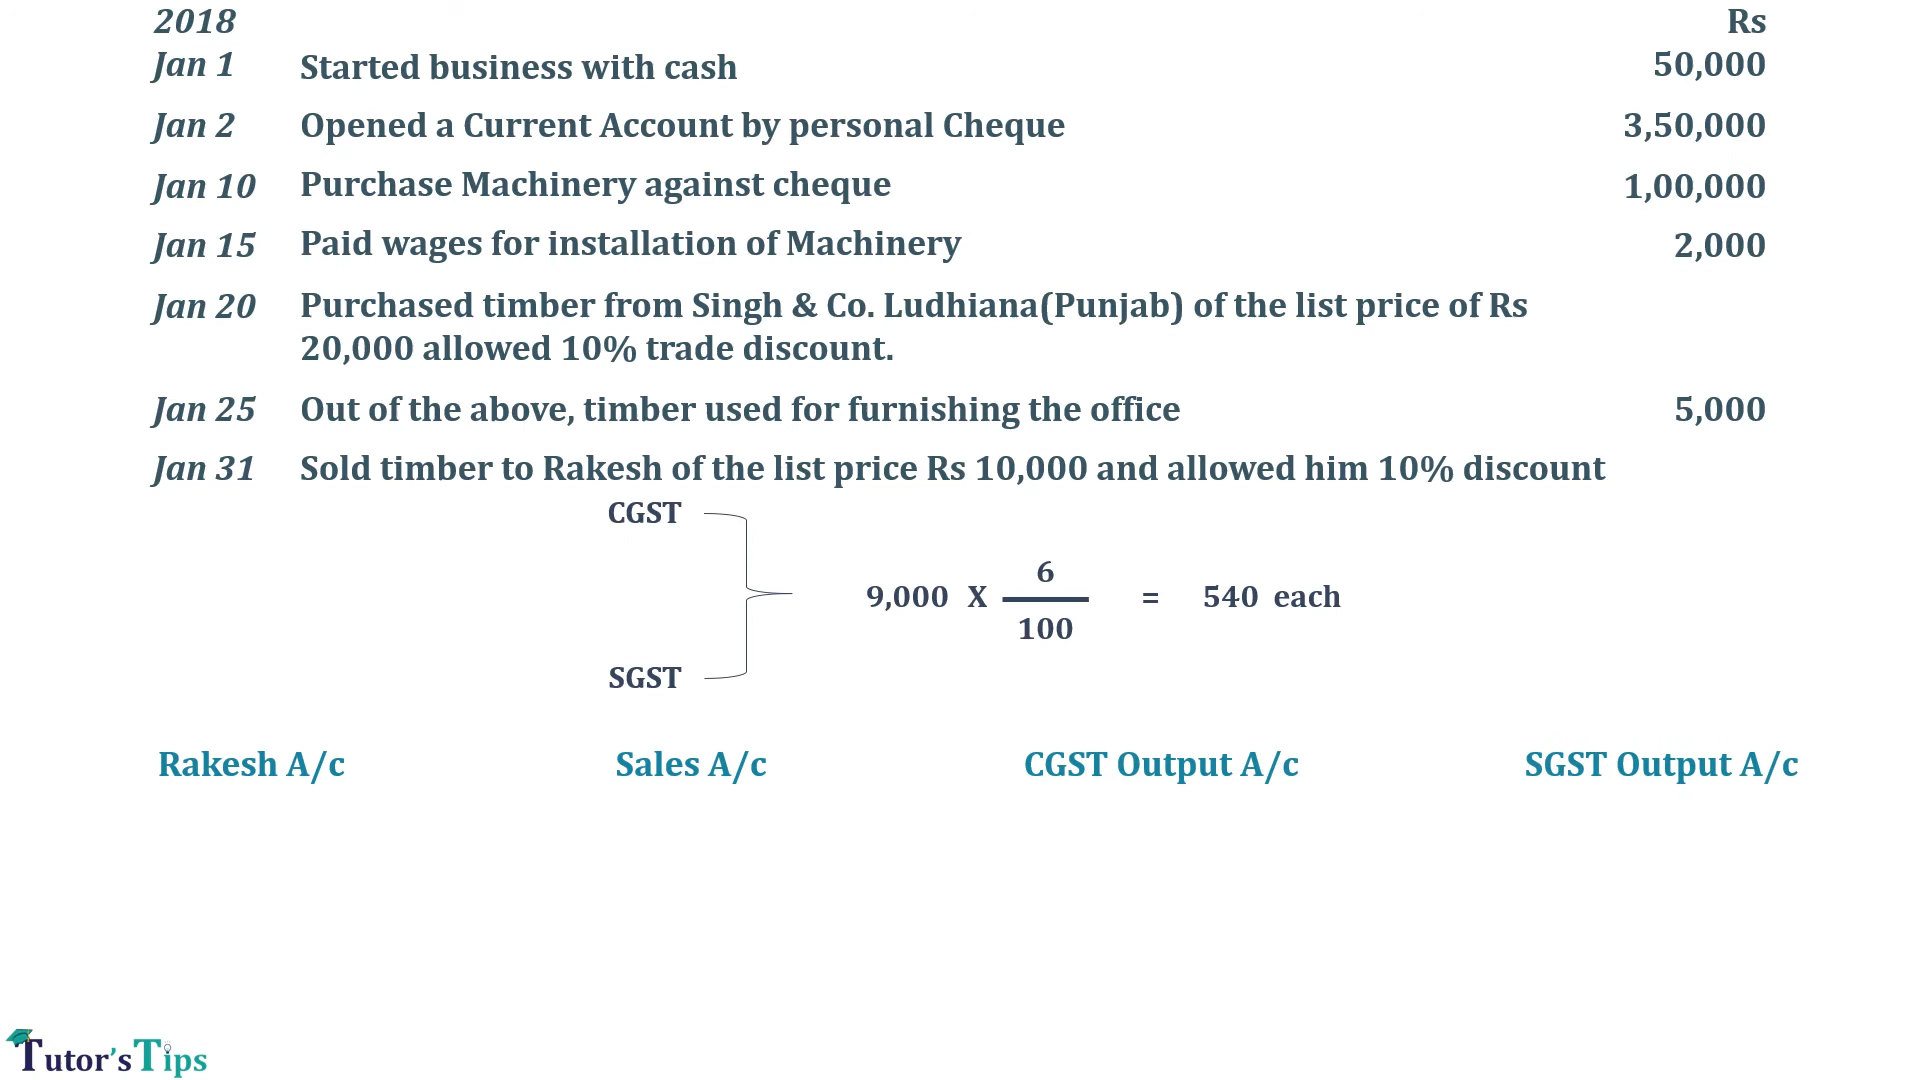 2018 Rs
Jan 1 Started business with cash 50,000
Jan 2 Opened a Current Account by personal Cheque 3,50,000
Jan 10 Purchase Machinery against cheque 1,00,000
Jan 15 Paid wages for installation of Machinery 2,000
Jan 20 Purchased timber from Singh & Co. Ludhiana(Punjab) of the list price of Rs
20,000 allowed 10% trade discount.
Jan 25 Out of the above, timber used for furnishing the office 5,000
Jan 31 Sold timber to Rakesh of the list price Rs 10,000 and allowed him 10% discount
CGST
6
9,000 X = 540 each
100
SGST
Rakesh A/c Sales A/c CGST Output A/c SGST Output A/c
Tutor'sTips